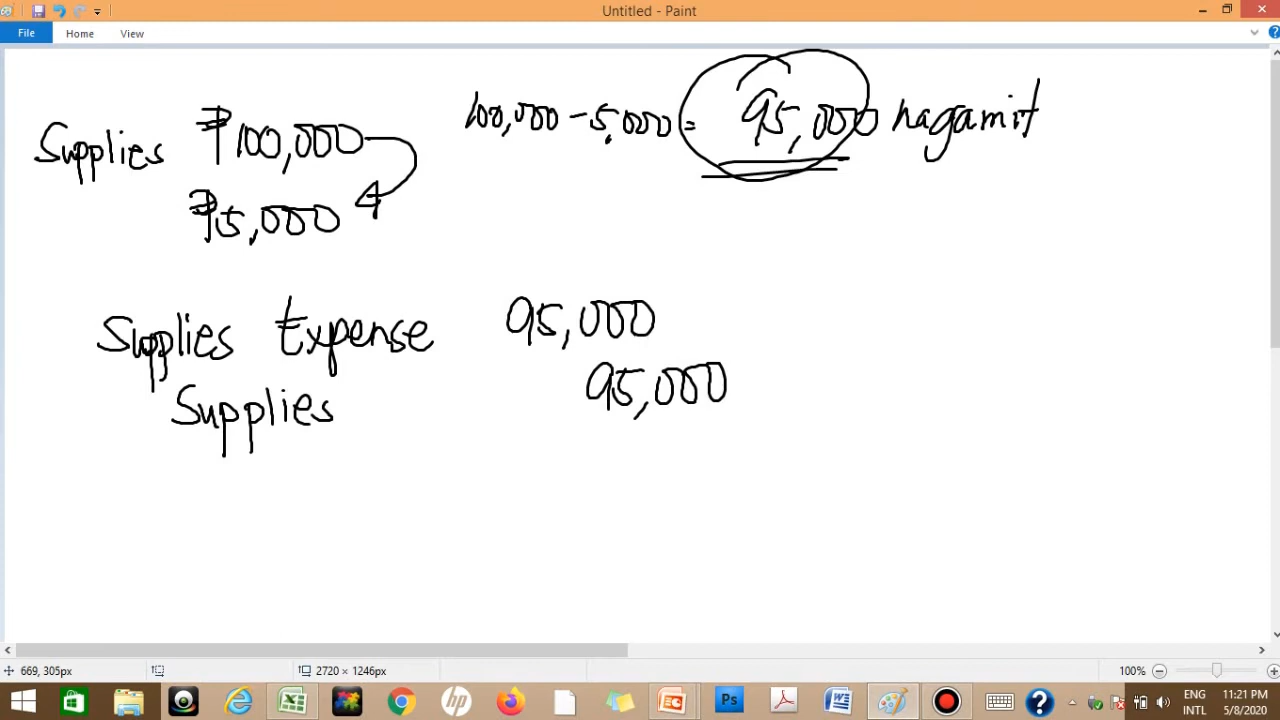 Untitled - Paint
File Home View
100,000 - 5,000 = 95,000 nagamit
Supplies ₱100,000
₱5,000
Supplies Expense 95,000
Supplies 95,000
669, 305px 2720 × 1246px 100%
ENG 11:21 PM
INTL 5/8/2020